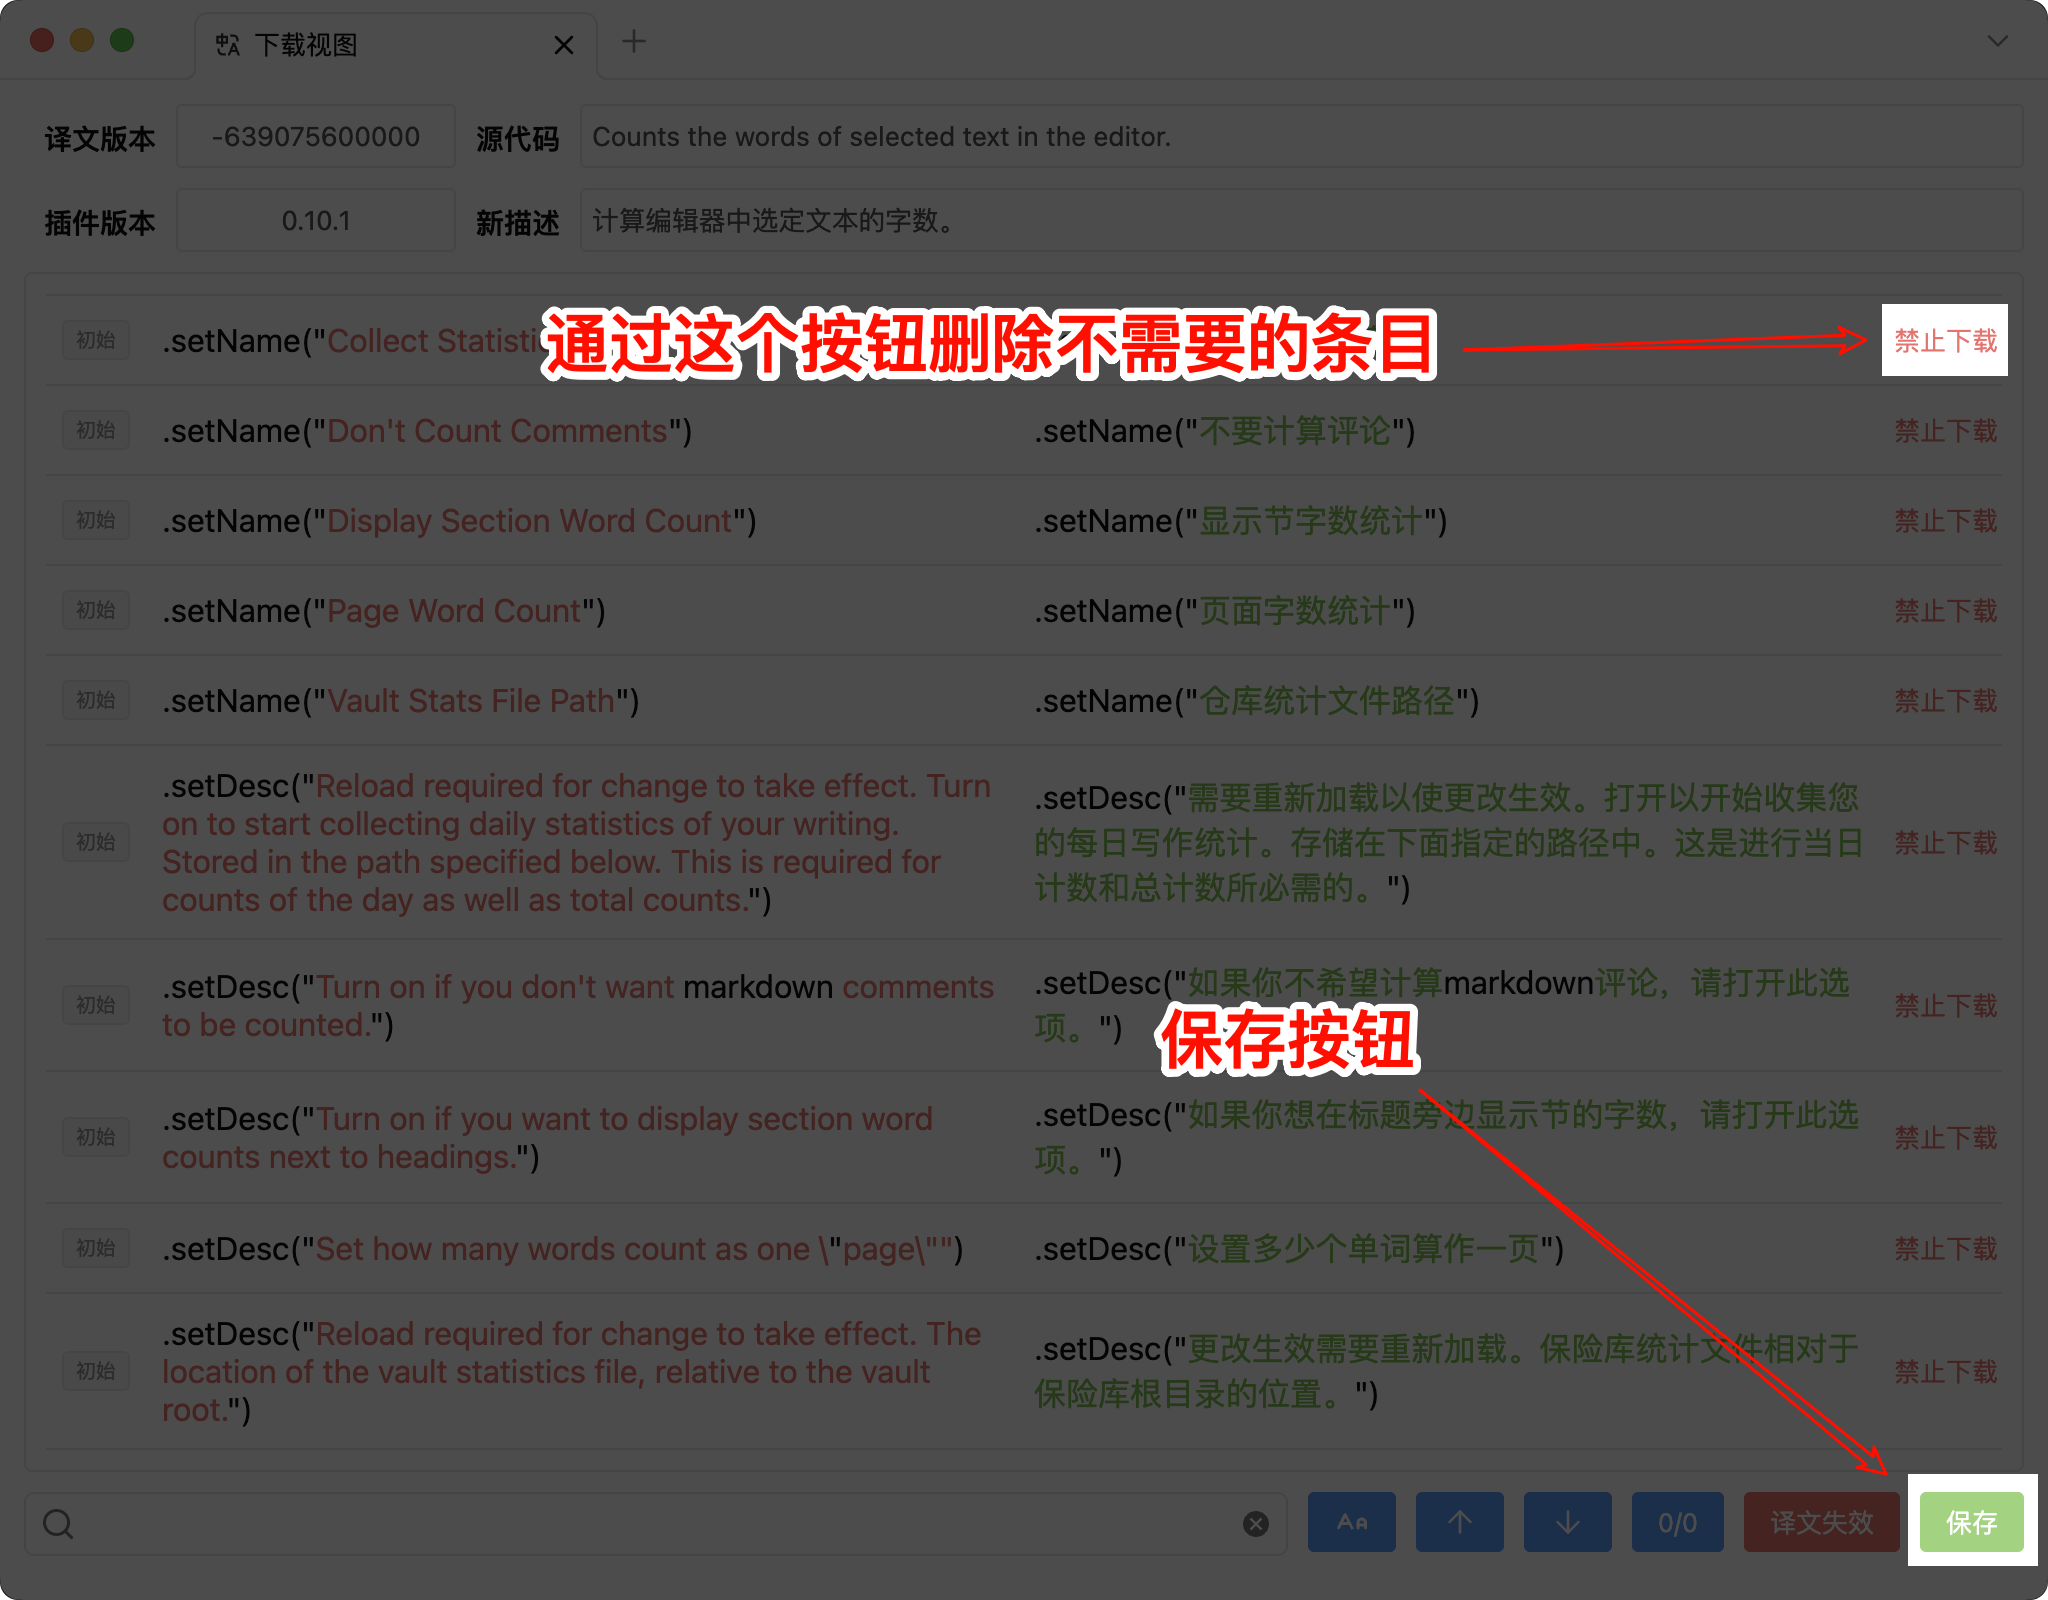 下载视图
译文版本 -639075600000 源代码 Counts the words of selected text in the editor.
插件版本 0.10.1 新描述 计算编辑器中选定文本的字数。
初始 .setName("Collect Statisti 通过这个按钮删除不需要的条目 禁止下载
初始 .setName("Don't Count Comments") .setName("不要计算评论") 禁止下载
初始 .setName("Display Section Word Count") .setName("显示节字数统计") 禁止下载
初始 .setName("Page Word Count") .setName("页面字数统计") 禁止下载
初始 .setName("Vault Stats File Path") .setName("仓库统计文件路径") 禁止下载
初始
.setDesc("Reload required for change to take effect. Turn
on to start collecting daily statistics of your writing.
Stored in the path specified below. This is required for
counts of the day as well as total counts.")
.setDesc("需要重新加载以使更改生效。打开以开始收集您
的每日写作统计。存储在下面指定的路径中。这是进行当日
计数和总计数所必需的。")
禁止下载
初始
.setDesc("Turn on if you don't want markdown comments
to be counted.")
.setDesc("如果你不希望计算markdown评论，请打开此选
项。")
禁止下载
保存按钮
初始
.setDesc("Turn on if you want to display section word
counts next to headings.")
.setDesc("如果你想在标题旁边显示节的字数，请打开此选
项。")
禁止下载
初始 .setDesc("Set how many words count as one \"page\"") .setDesc("设置多少个单词算作一页") 禁止下载
初始
.setDesc("Reload required for change to take effect. The
location of the vault statistics file, relative to the vault
root.")
.setDesc("更改生效需要重新加载。保险库统计文件相对于
保险库根目录的位置。")
禁止下载
Aa 0/0 译文失效 保存